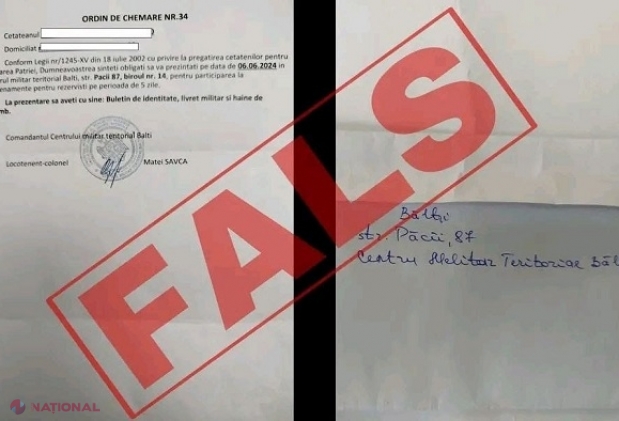 ORDIN DE CHEMARE NR.34
Cetateanul
Domiciliat
Conform Legii nr/1245-XV din 18 iulie 2002 cu privire la pregatirea cetatenilor pentru
area Patriei, Dumneavoastra sinteti obligati sa va prezentati pe data de 06.06.2024 in
rul militar teritorial Balti, str. Pacii 87, biroul nr. 14, pentru participarea la
enamente pentru rezervisti pe perioada de 5 zile.
La prezentare sa aveti cu sine: Buletin de identitate, livret militar si haine de
mb.
Comandantul Centrului militar teritorial Balti
Locotenent-colonel
Matei SAVCA
FALS
Bălți
str. Păcii, 87
Centru Militar Teritorial Băl
NAȚIONAL